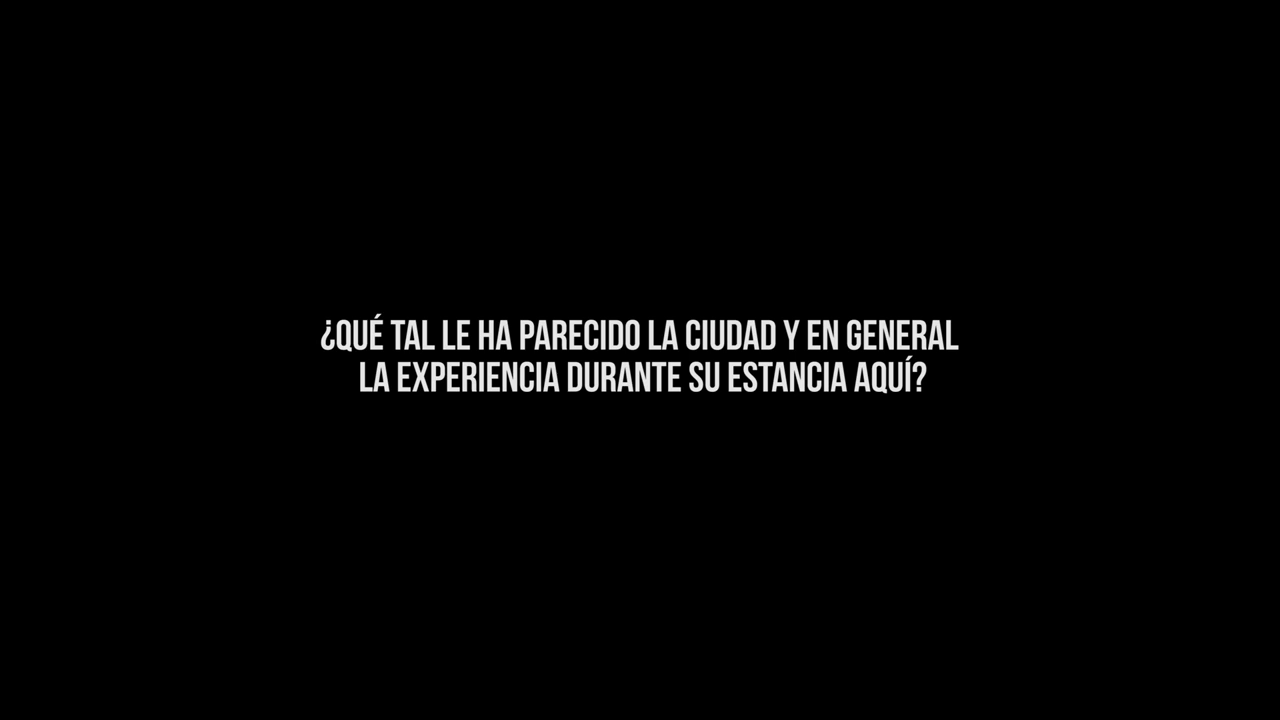 ¿QUÉ TAL LE HA PARECIDO LA CIUDAD Y EN GENERAL
LA EXPERIENCIA DURANTE SU ESTANCIA AQUÍ?